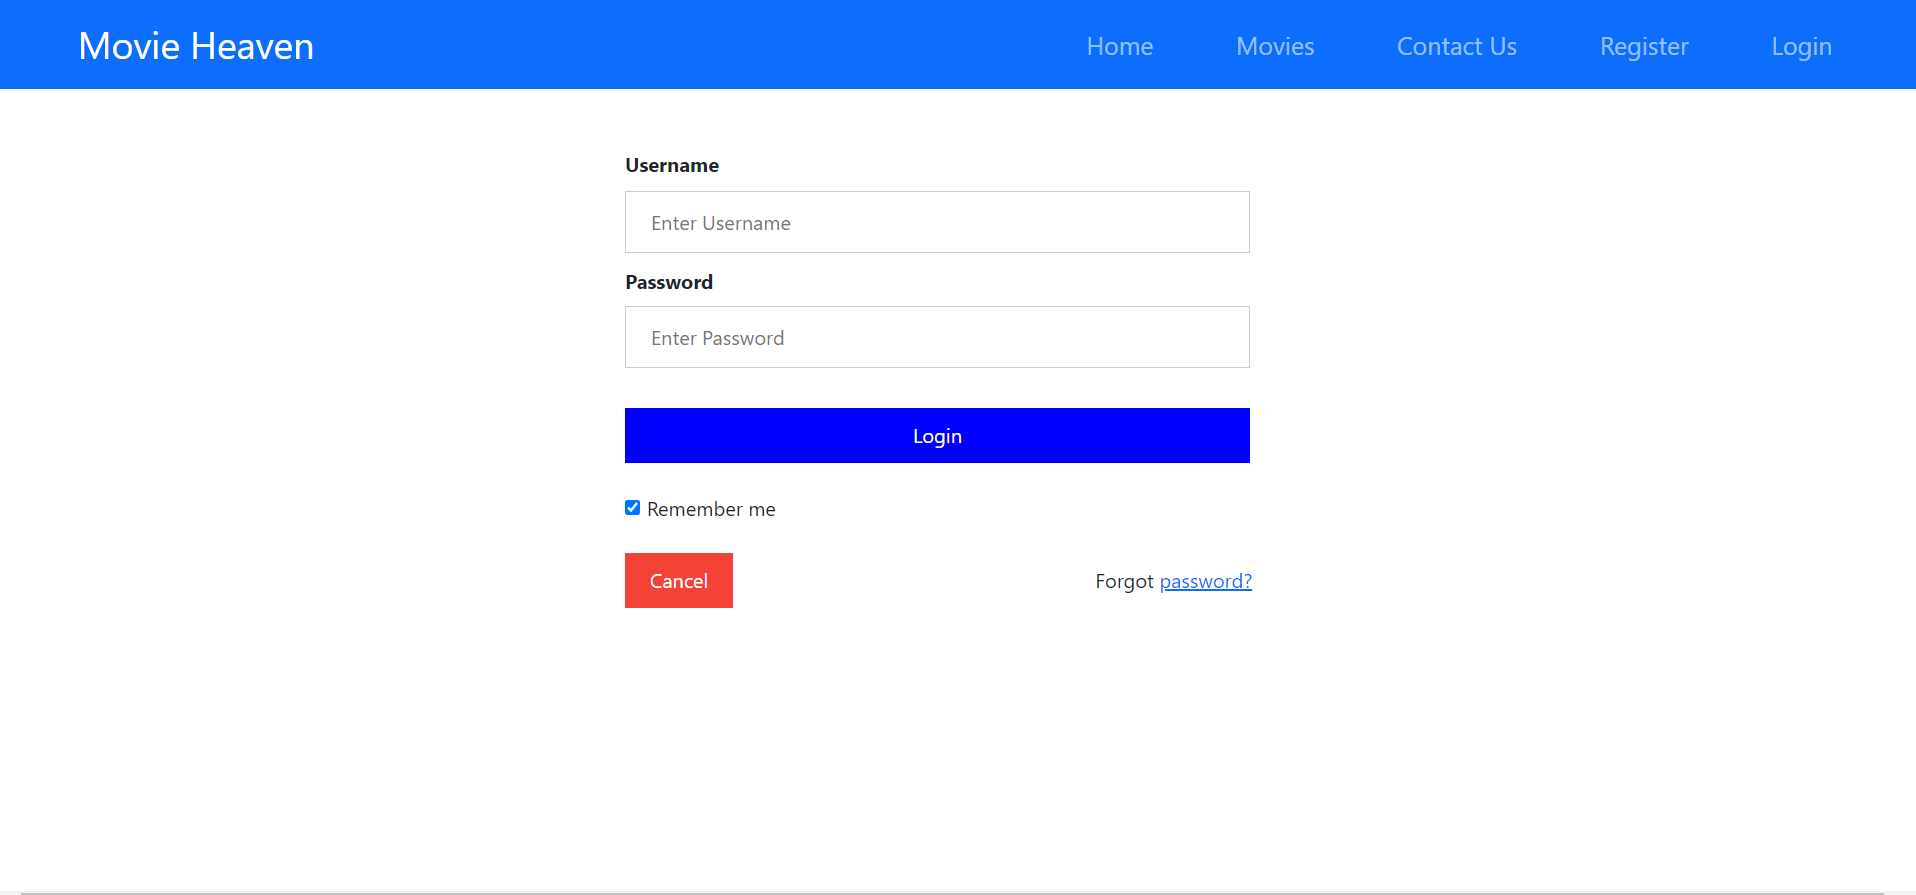 Movie Heaven Home Movies Contact Us Register Login
Username
Enter Username
Password
Enter Password
Login
Remember me
Cancel Forgot password?